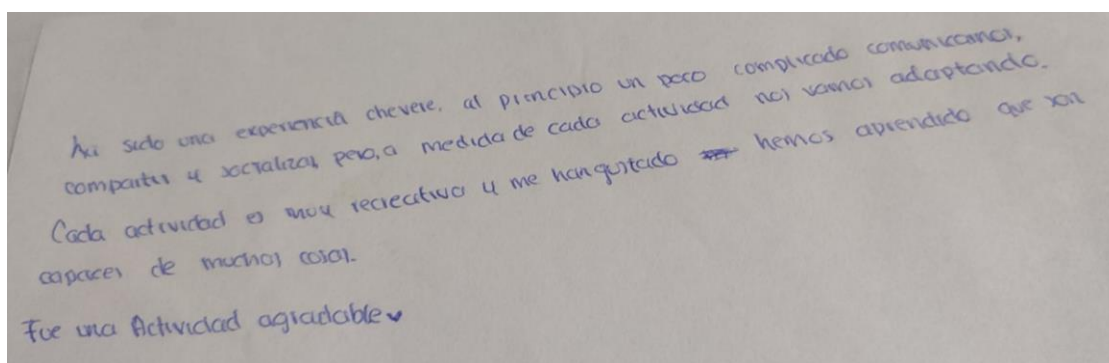 ha sido una experiencia chevere. al principio un poco complicado comunicarnos,
compartir y socializar pero, a medida de cada actividad nos vamos adaptando.
Cada actividad es muy recreativa y me han gustado hemos aprendido que son
capaces de muchas cosas.
Fue una Actividad agradable